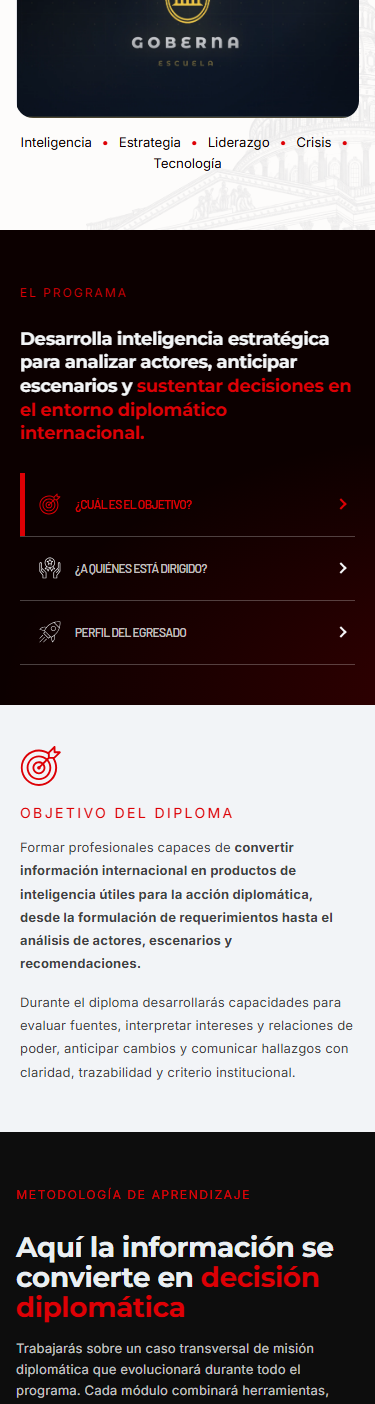 GOBERNA
ESCUELA
Inteligencia • Estrategia • Liderazgo • Crisis •
Tecnología
EL PROGRAMA
Desarrolla inteligencia estratégica
para analizar actores, anticipar
escenarios y sustentar decisiones en
el entorno diplomático
internacional.
¿CUÁL ES EL OBJETIVO?
¿A QUIÉNES ESTÁ DIRIGIDO?
PERFIL DEL EGRESADO
OBJETIVO DEL DIPLOMA
Formar profesionales capaces de convertir
información internacional en productos de
inteligencia útiles para la acción diplomática,
desde la formulación de requerimientos hasta el
análisis de actores, escenarios y
recomendaciones.
Durante el diploma desarrollarás capacidades para
evaluar fuentes, interpretar intereses y relaciones de
poder, anticipar cambios y comunicar hallazgos con
claridad, trazabilidad y criterio institucional.
METODOLOGÍA DE APRENDIZAJE
Aquí la información se
convierte en decisión
diplomática
Trabajarás sobre un caso transversal de misión
diplomática que evolucionará durante todo el
programa. Cada módulo combinará herramientas,